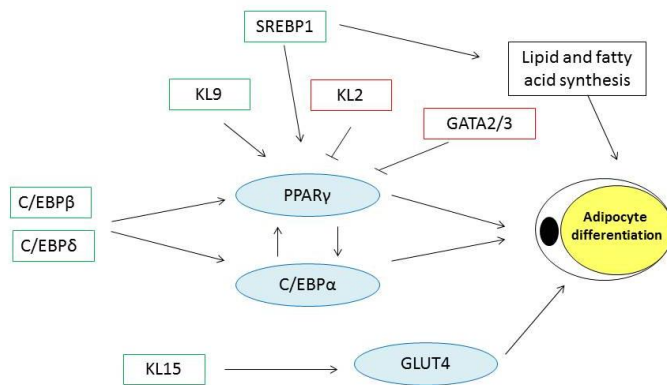 SREBP1
Lipid and fatty
acid synthesis
KL9
KL2
GATA2/3
PPARγ
C/EBPβ
C/EBPδ
Adipocyte
differentiation
C/EBPα
KL15
GLUT4